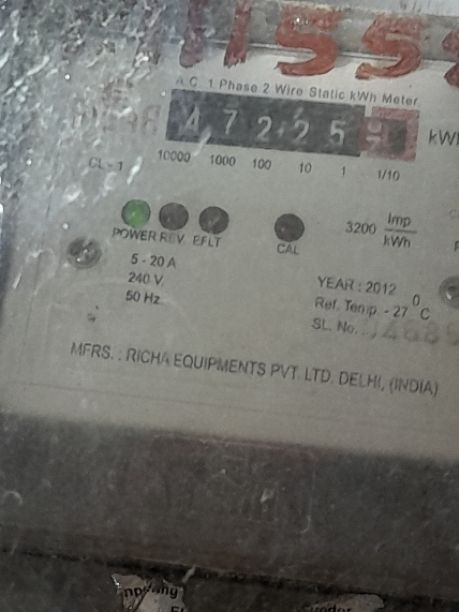 1155
A.C. 1 Phase 2 Wire Static kWh Meter
47225 kWh
CL - 1 10000 1000 100 10 1 1/10
POWER REV. EFLT CAL 3200 Imp/kWh
5 - 20 A
240 V
50 Hz
YEAR : 2012
Ref. Temp. - 27 °C
SL. No.
MFRS. : RICHA EQUIPMENTS PVT. LTD. DELHI, (INDIA)